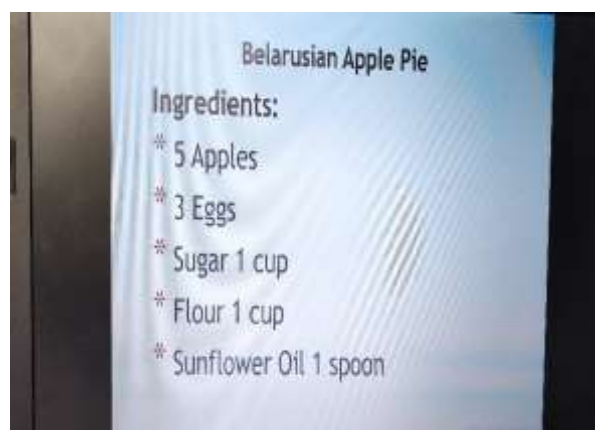 Belarusian Apple Pie
Ingredients:
* 5 Apples
* 3 Eggs
* Sugar 1 cup
* Flour 1 cup
* Sunflower Oil 1 spoon